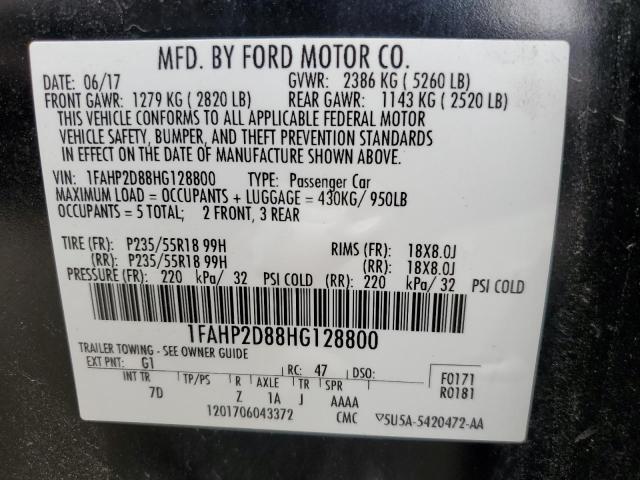 MFD. BY FORD MOTOR CO.
DATE: 06/17 GVWR: 2386 KG ( 5260 LB)
FRONT GAWR: 1279 KG ( 2820 LB) REAR GAWR: 1143 KG ( 2520 LB)
THIS VEHICLE CONFORMS TO ALL APPLICABLE FEDERAL MOTOR
VEHICLE SAFETY, BUMPER, AND THEFT PREVENTION STANDARDS
IN EFFECT ON THE DATE OF MANUFACTURE SHOWN ABOVE.
VIN: 1FAHP2D88HG128800 TYPE: Passenger Car
MAXIMUM LOAD = OCCUPANTS + LUGGAGE = 430KG/ 950LB
OCCUPANTS = 5 TOTAL; 2 FRONT, 3 REAR
TIRE (FR): P235/55R18 99H RIMS (FR): 18X8.0J
(RR): P235/55R18 99H (RR): 18X8.0J
PRESSURE (FR): 220 kPa/ 32 PSI COLD (RR): 220 kPa/ 32 PSI COLD
1FAHP2D88HG128800
TRAILER TOWING - SEE OWNER GUIDE
EXT PNT: G1 RC: 47 DSO: F0171
INT TR TP/PS R AXLE TR SPR R0181
7D Z 1A J AAAA
1201706043372 CMC ▽5U5A-5420472-AA